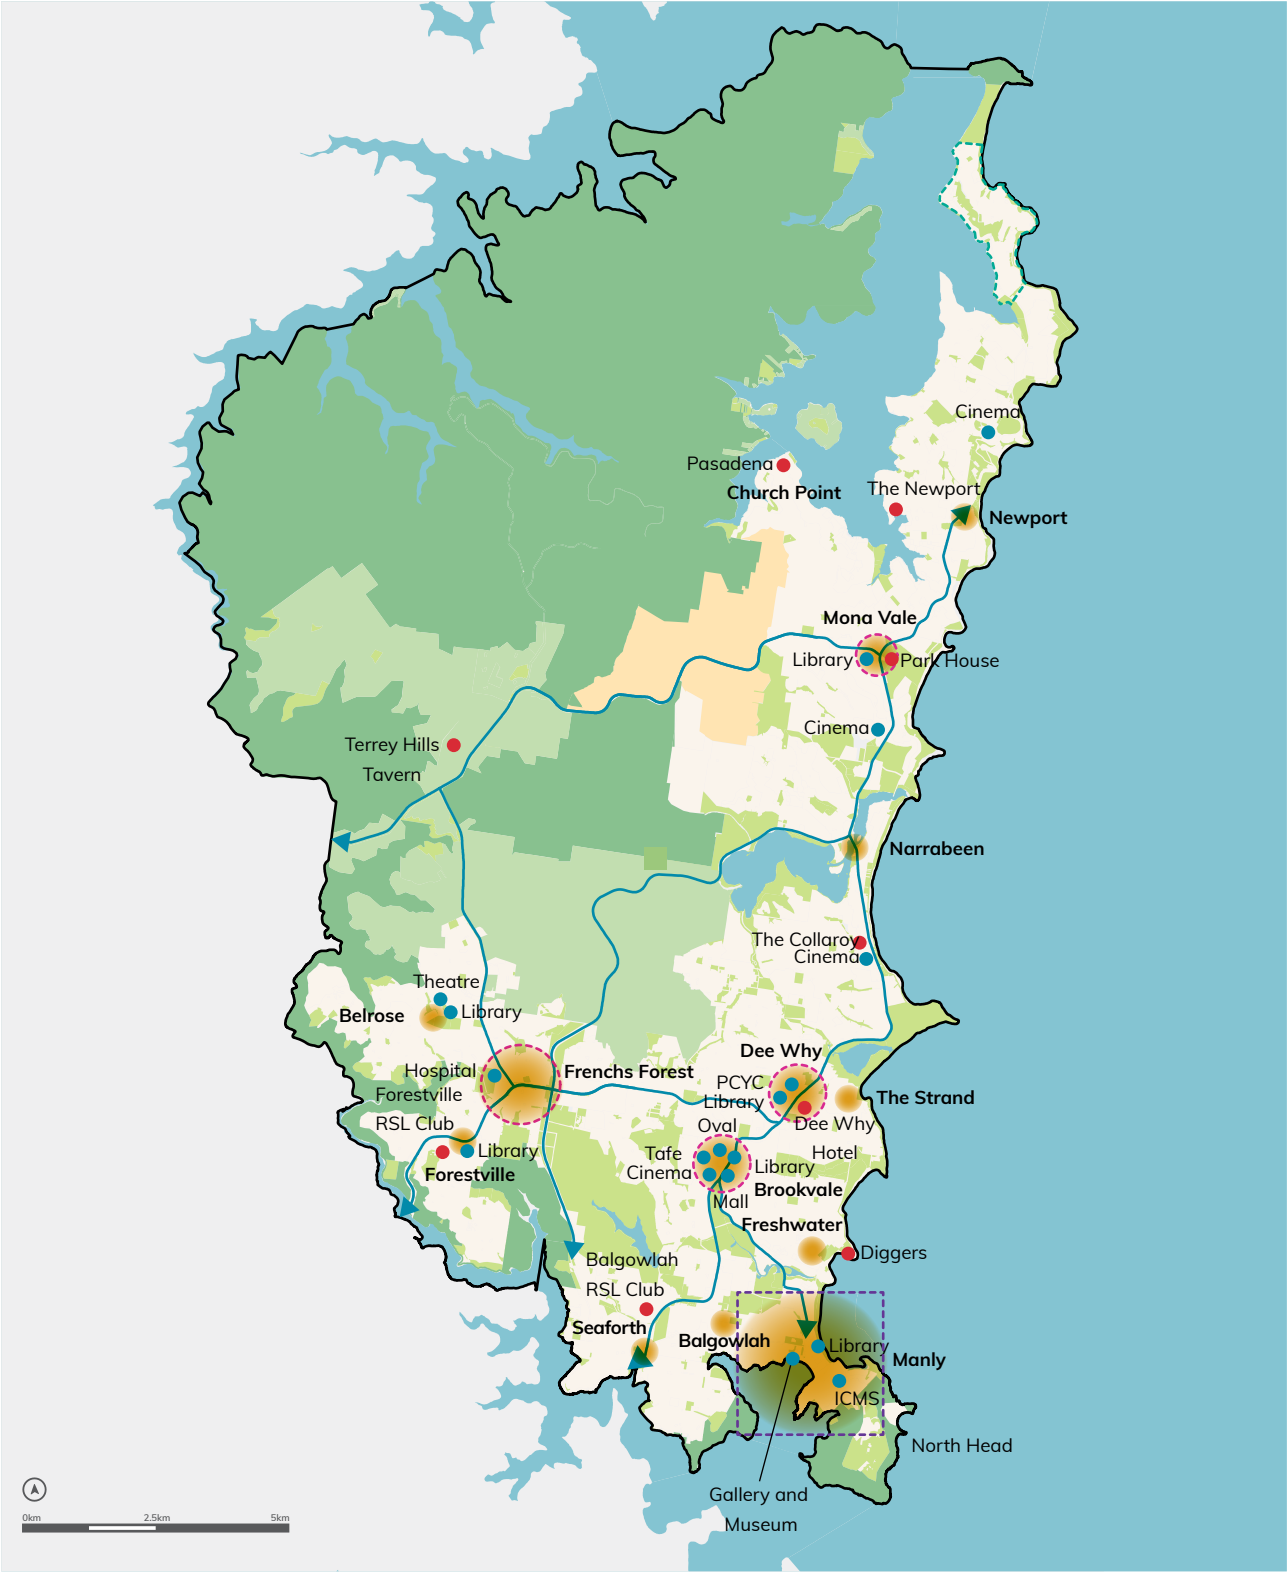 Cinema
Pasadena
Church Point
The Newport
Newport
Mona Vale
Library
Park House
Cinema
Terrey Hills
Tavern
Narrabeen
The Collaroy
Cinema
Theatre
Library
Belrose
Dee Why
Hospital
Frenchs Forest
PCYC
Library
The Strand
Forestville
RSL Club
Dee Why
Hotel
Oval
Tafe
Cinema
Library
Library
Forestville
Brookvale
Mall
Freshwater
Diggers
Balgowlah
RSL Club
Seaforth
Balgowlah
Library
Manly
ICMS
North Head
Gallery and
Museum
0km 2.5km 5km